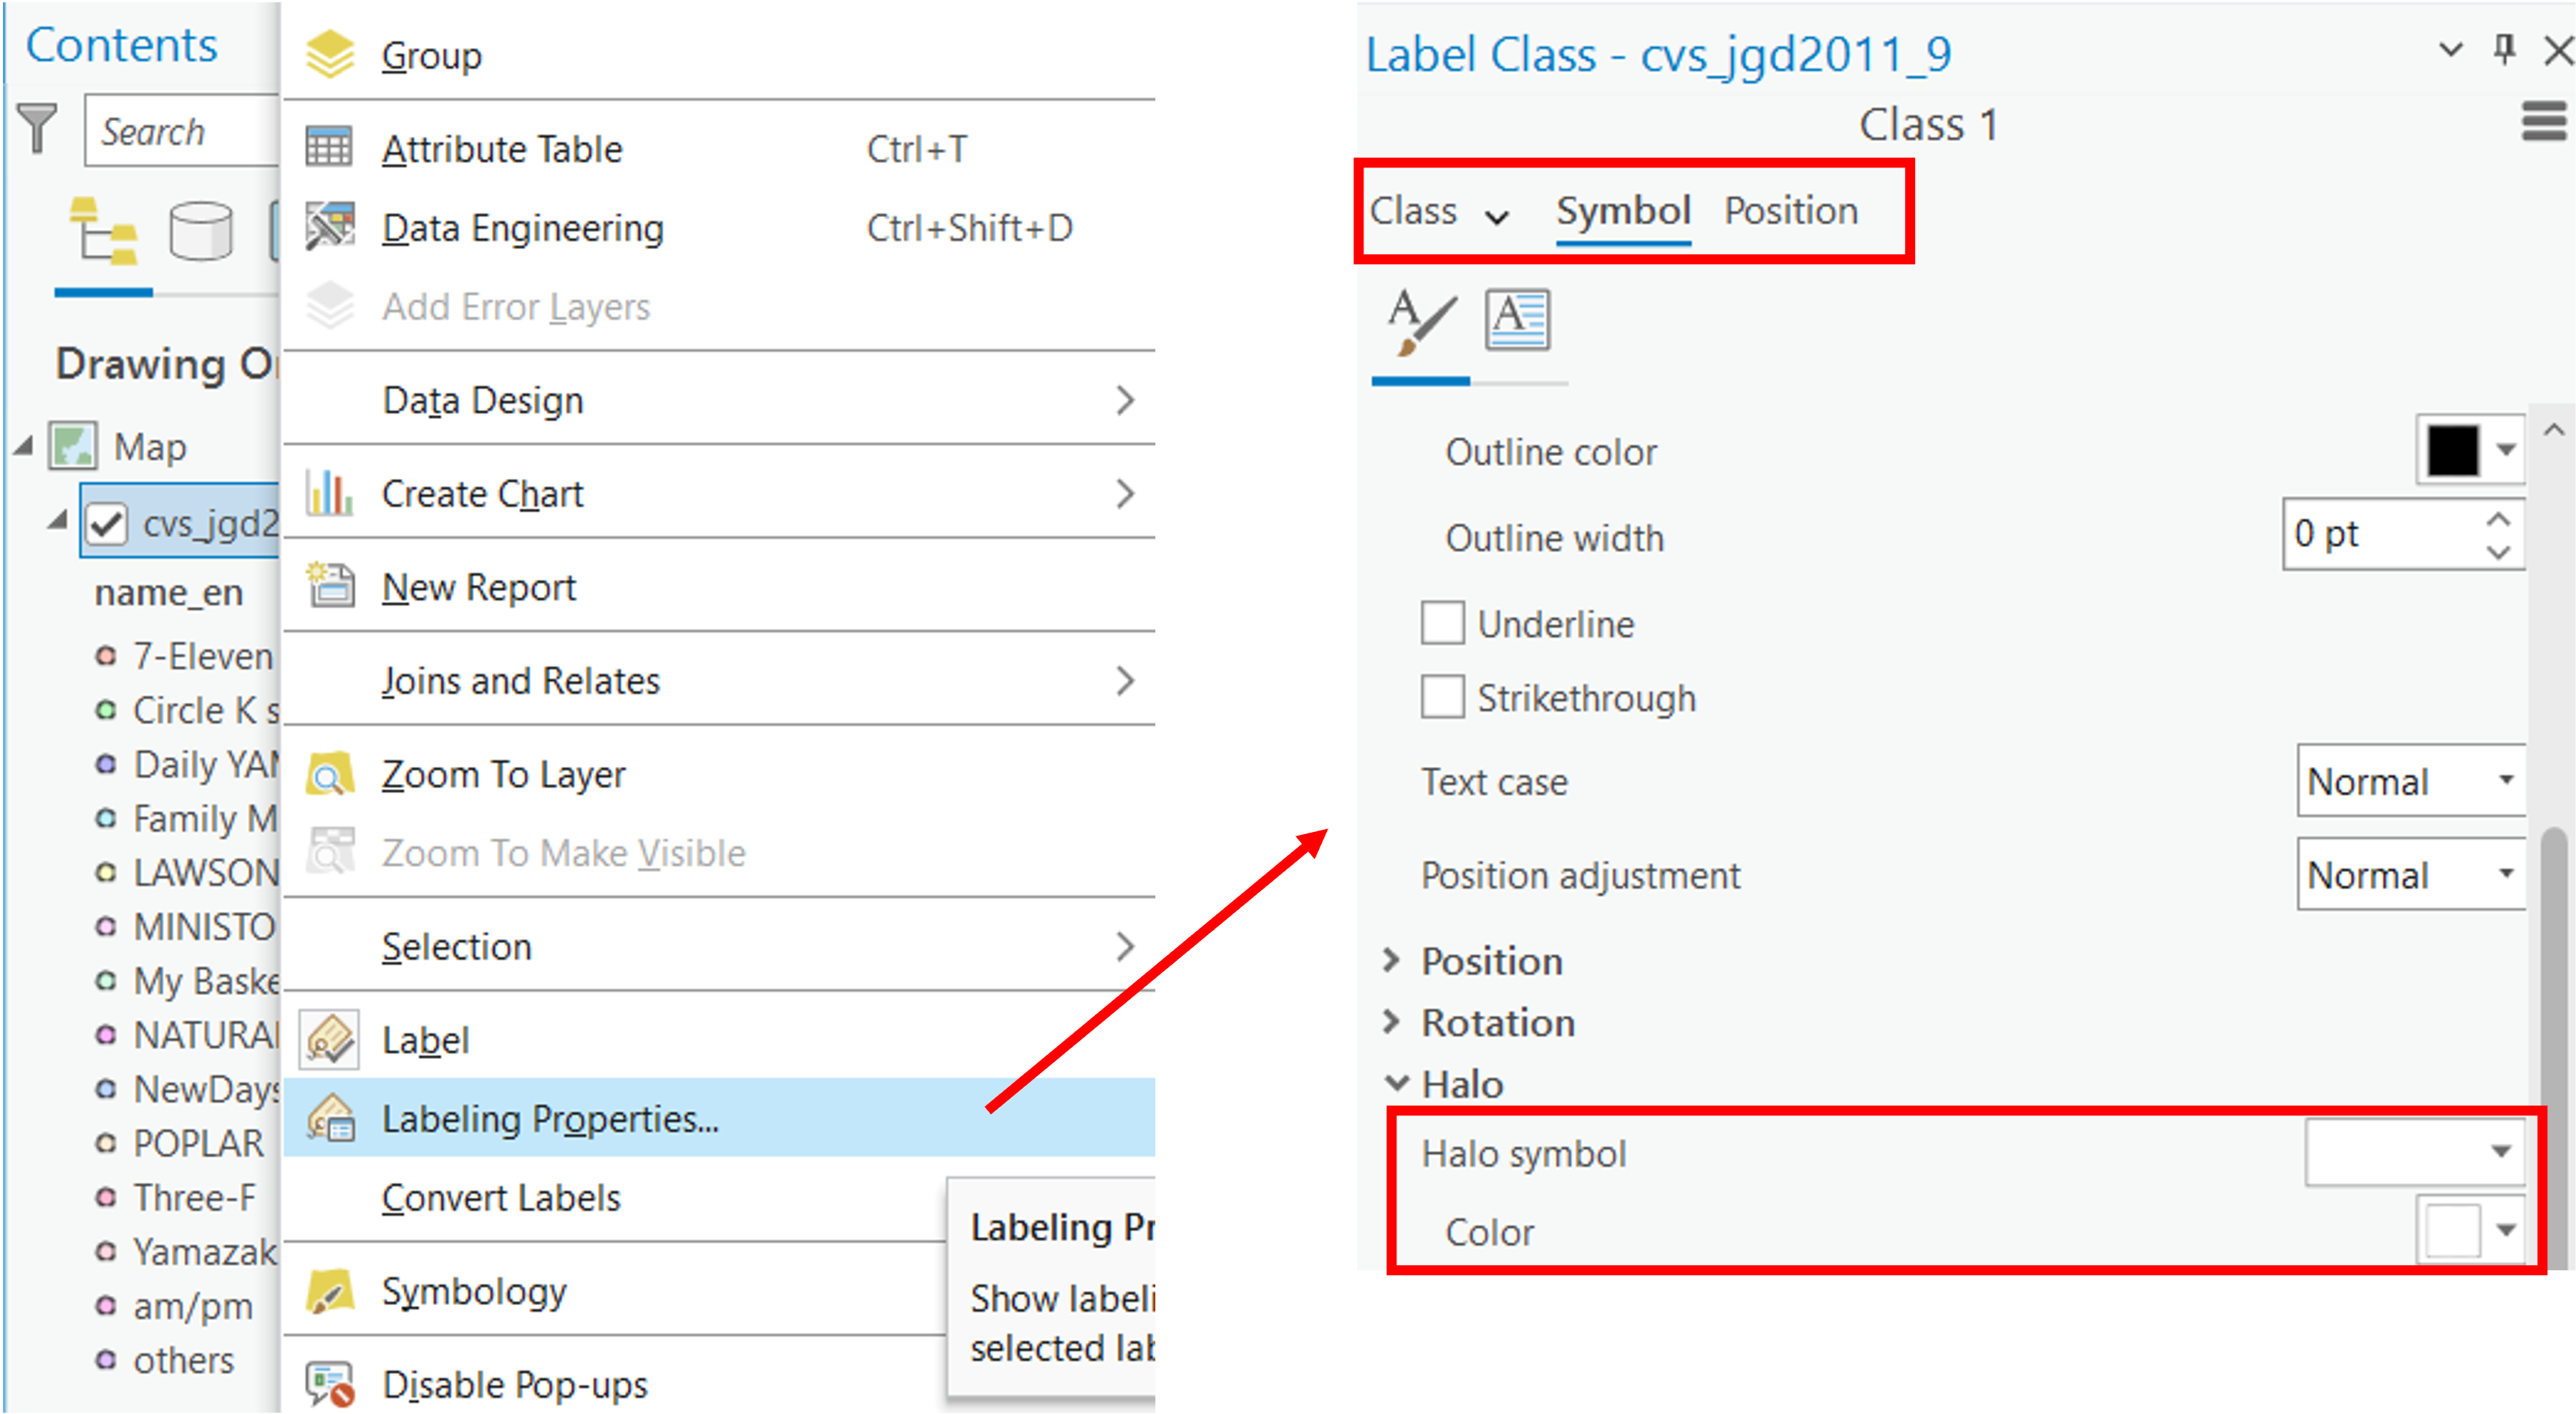 Contents
Search
Drawing Or
Map
cvs_jgd2
name_en
7-Eleven
Circle K s
Daily YAM
Family M
LAWSON
MINISTO
My Baske
NATURAL
NewDays
POPLAR
Three-F
Yamazak
am/pm
others
Group
Attribute Table Ctrl+T
Data Engineering Ctrl+Shift+D
Add Error Layers
Data Design
Create Chart
New Report
Joins and Relates
Zoom To Layer
Zoom To Make Visible
Selection
Label
Labeling Properties...
Convert Labels
Symbology
Disable Pop-ups
Labeling Pr
Show labeli
selected lab
Label Class - cvs_jgd2011_9
Class 1
Class Symbol Position
Outline color
Outline width 0 pt
Underline
Strikethrough
Text case Normal
Position adjustment Normal
Position
Rotation
Halo
Halo symbol
Color